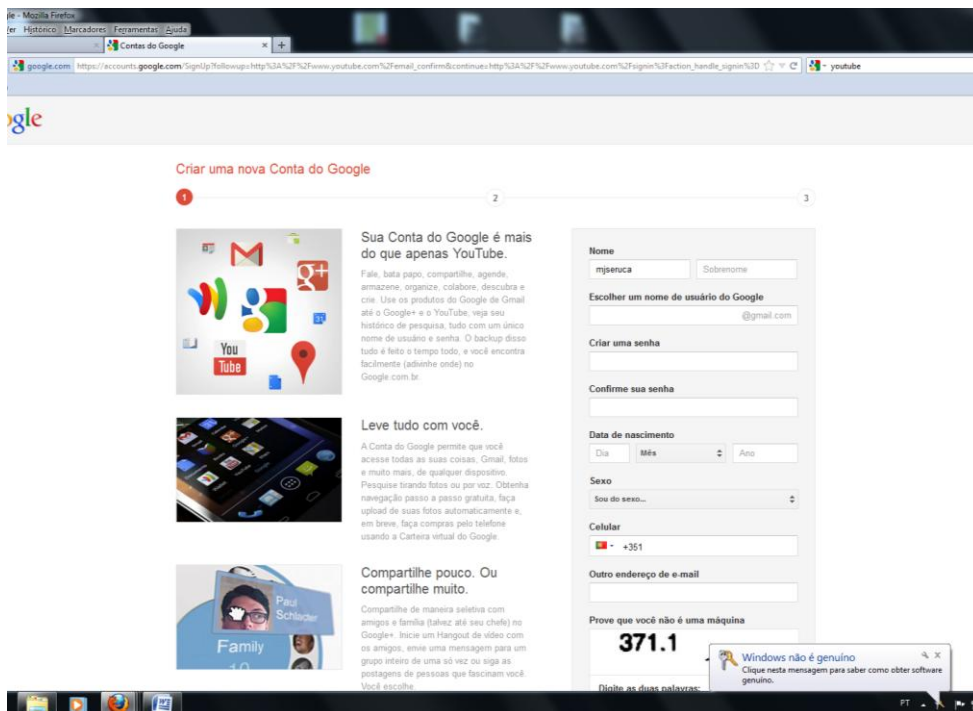 gle - Mozilla Firefox
er Histórico Marcadores Ferramentas Ajuda
Contas do Google
google.com https://accounts.google.com/SignUp?followup=http%3A%2F%2Fwww.youtube.com%2Femail_confirm&continue=http%3A%2F%2Fwww.youtube.com%2Fsignin%3Faction_handle_signin%3D
youtube
ogle
Criar uma nova Conta do Google
1 2 3
Sua Conta do Google é mais
do que apenas YouTube.
Fale, bata papo, compartilhe, agende,
armazene, organize, colabore, descubra e
crie. Use os produtos do Google de Gmail
até o Google+ e o YouTube, veja seu
histórico de pesquisa, tudo com um único
nome de usuário e senha. O backup disso
tudo é feito o tempo todo, e você encontra
facilmente (adivinhe onde) no
Google.com.br.
g+
31
You
Tube
Leve tudo com você.
A Conta do Google permite que você
acesse todas as suas coisas, Gmail, fotos
e muito mais, de qualquer dispositivo.
Pesquise tirando fotos ou por voz. Obtenha
navegação passo a passo gratuita, faça
upload de suas fotos automaticamente e,
em breve, faça compras pelo telefone
usando a Carteira virtual do Google.
Compartilhe pouco. Ou
compartilhe muito.
Compartilhe de maneira seletiva com
amigos e família (talvez até seu chefe) no
Google+. Inicie um Hangout de vídeo com
os amigos, envie uma mensagem para um
grupo inteiro de uma só vez ou siga as
postagens de pessoas que fascinam você.
Você escolhe.
Paul
Schlacter
Family
10
Nome
mjseruca Sobrenome
Escolher um nome de usuário do Google
@gmail.com
Criar uma senha
Confirme sua senha
Data de nascimento
Dia Mês Ano
Sexo
Sou do sexo...
Celular
+351
Outro endereço de e-mail
Prove que você não é uma máquina
371.1
Digite as duas palavras:
Windows não é genuíno
Clique nesta mensagem para saber como obter software
genuíno.
PT